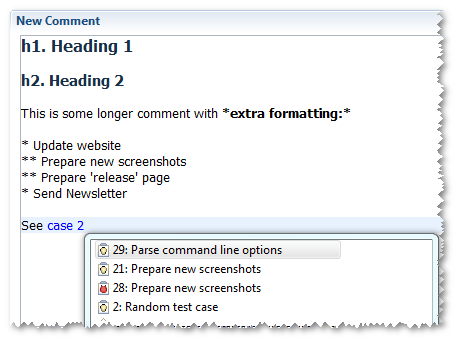 New Comment
h1. Heading 1
h2. Heading 2
This is some longer comment with *extra formatting:*
* Update website
** Prepare new screenshots
** Prepare 'release' page
* Send Newsletter
See case 2
29: Parse command line options
21: Prepare new screenshots
28: Prepare new screenshots
2: Random test case